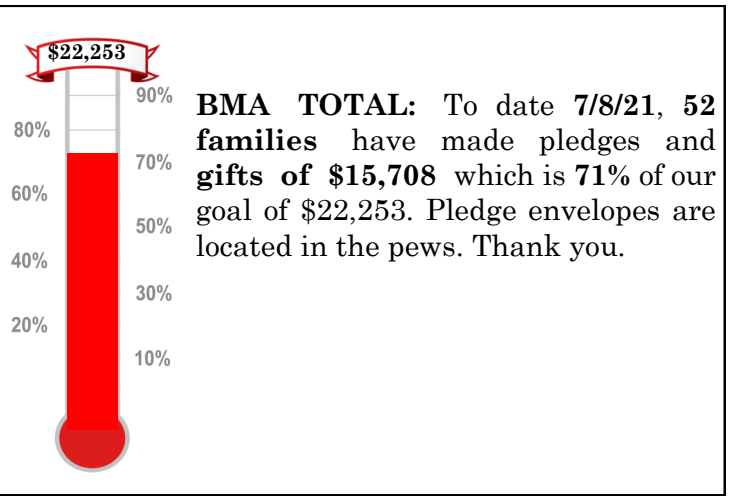 $22,253
90%
80%
70%
60%
50%
40%
30%
20%
10%
BMA TOTAL: To date 7/8/21, 52
families have made pledges and
gifts of $15,708 which is 71% of our
goal of $22,253. Pledge envelopes are
located in the pews. Thank you.